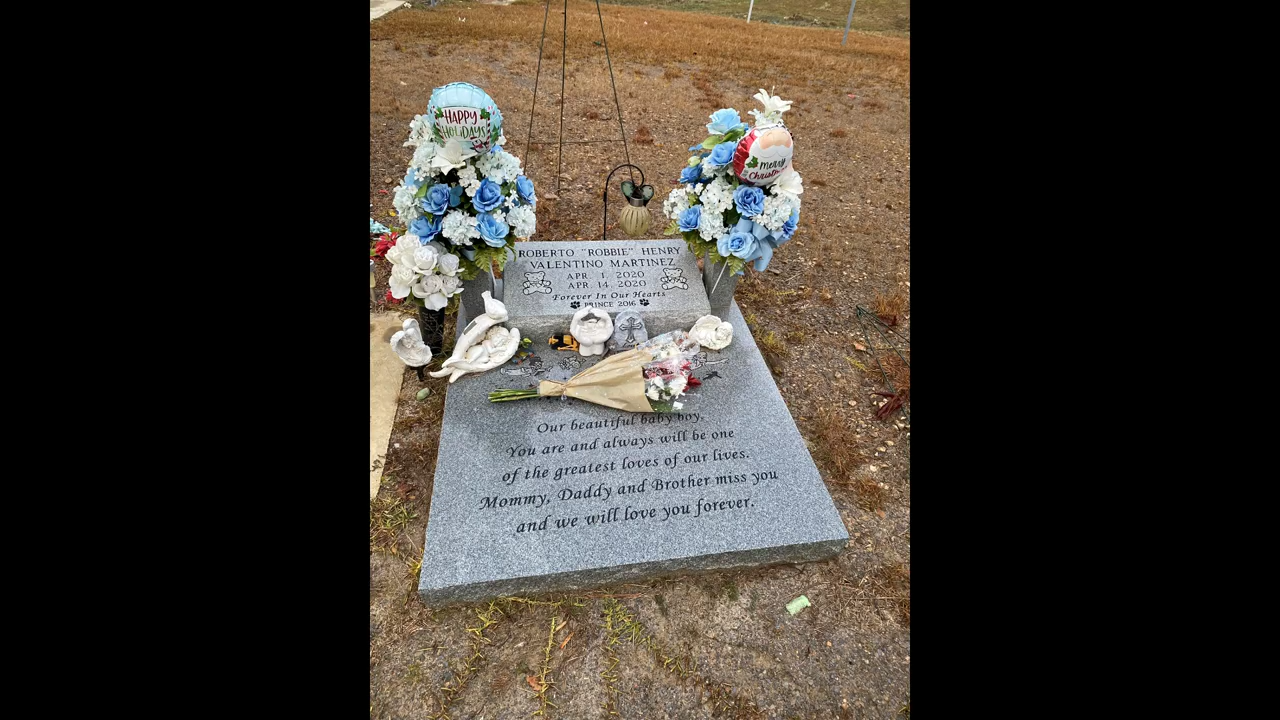 HAPPY
HOLIDAYS
Merry
ROBERTO "ROBBIE" HENRY
VALENTINO MARTINEZ
APR. 1, 2020
APR. 14, 2020
Forever In Our Hearts
PRINCE 2016
Our beautiful baby boy,
You are and always will be one
of the greatest loves of our lives.
Mommy, Daddy and Brother miss you
and we will love you forever.